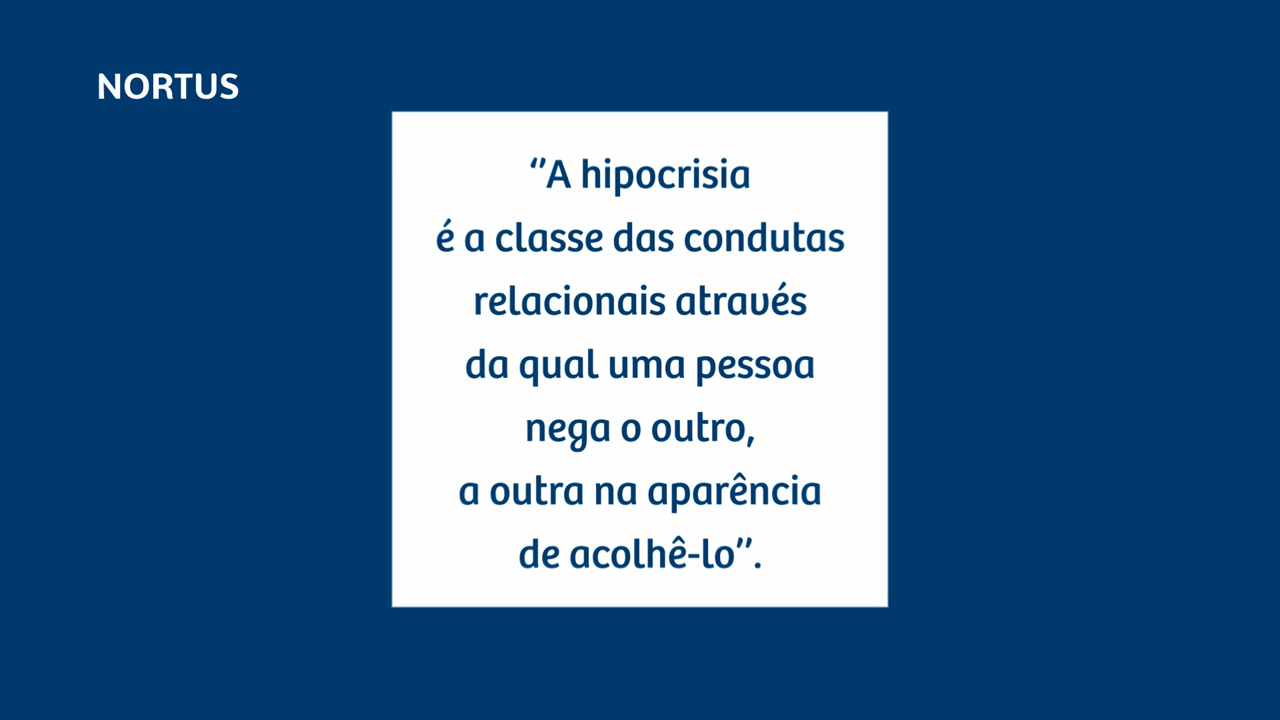 NORTUS
‘’A hipocrisia
é a classe das condutas
relacionais através
da qual uma pessoa
nega o outro,
a outra na aparência
de acolhê-lo’’.